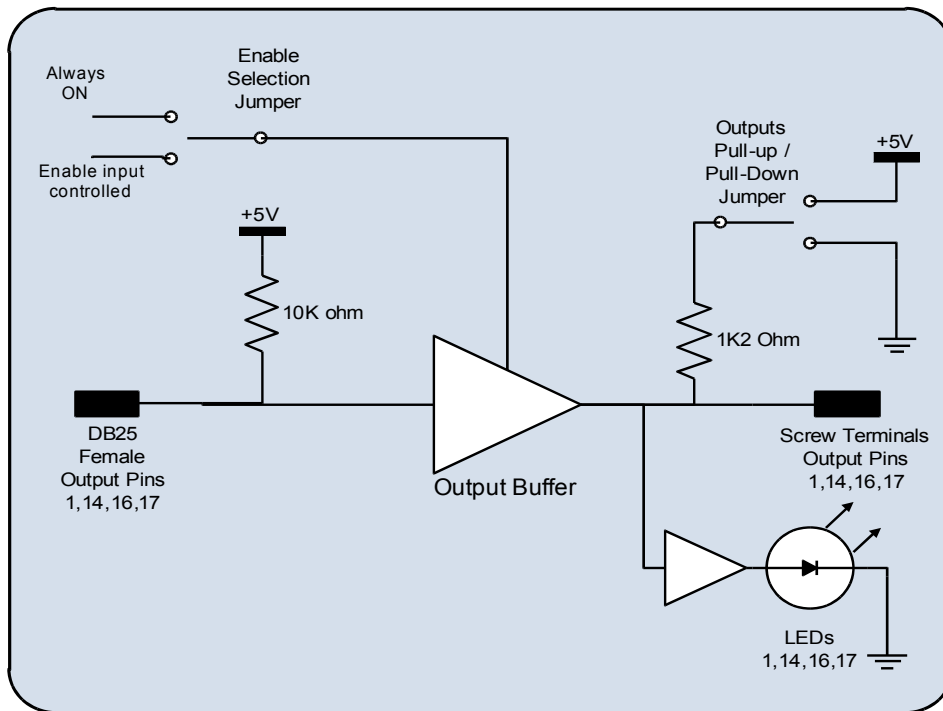 Always
ON
Enable input
controlled
Enable
Selection
Jumper
+5V
10K ohm
DB25
Female
Output Pins
1,14,16,17
Output Buffer
Outputs
Pull-up /
Pull-Down
Jumper
+5V
1K2 Ohm
Screw Terminals
Output Pins
1,14,16,17
LEDs
1,14,16,17